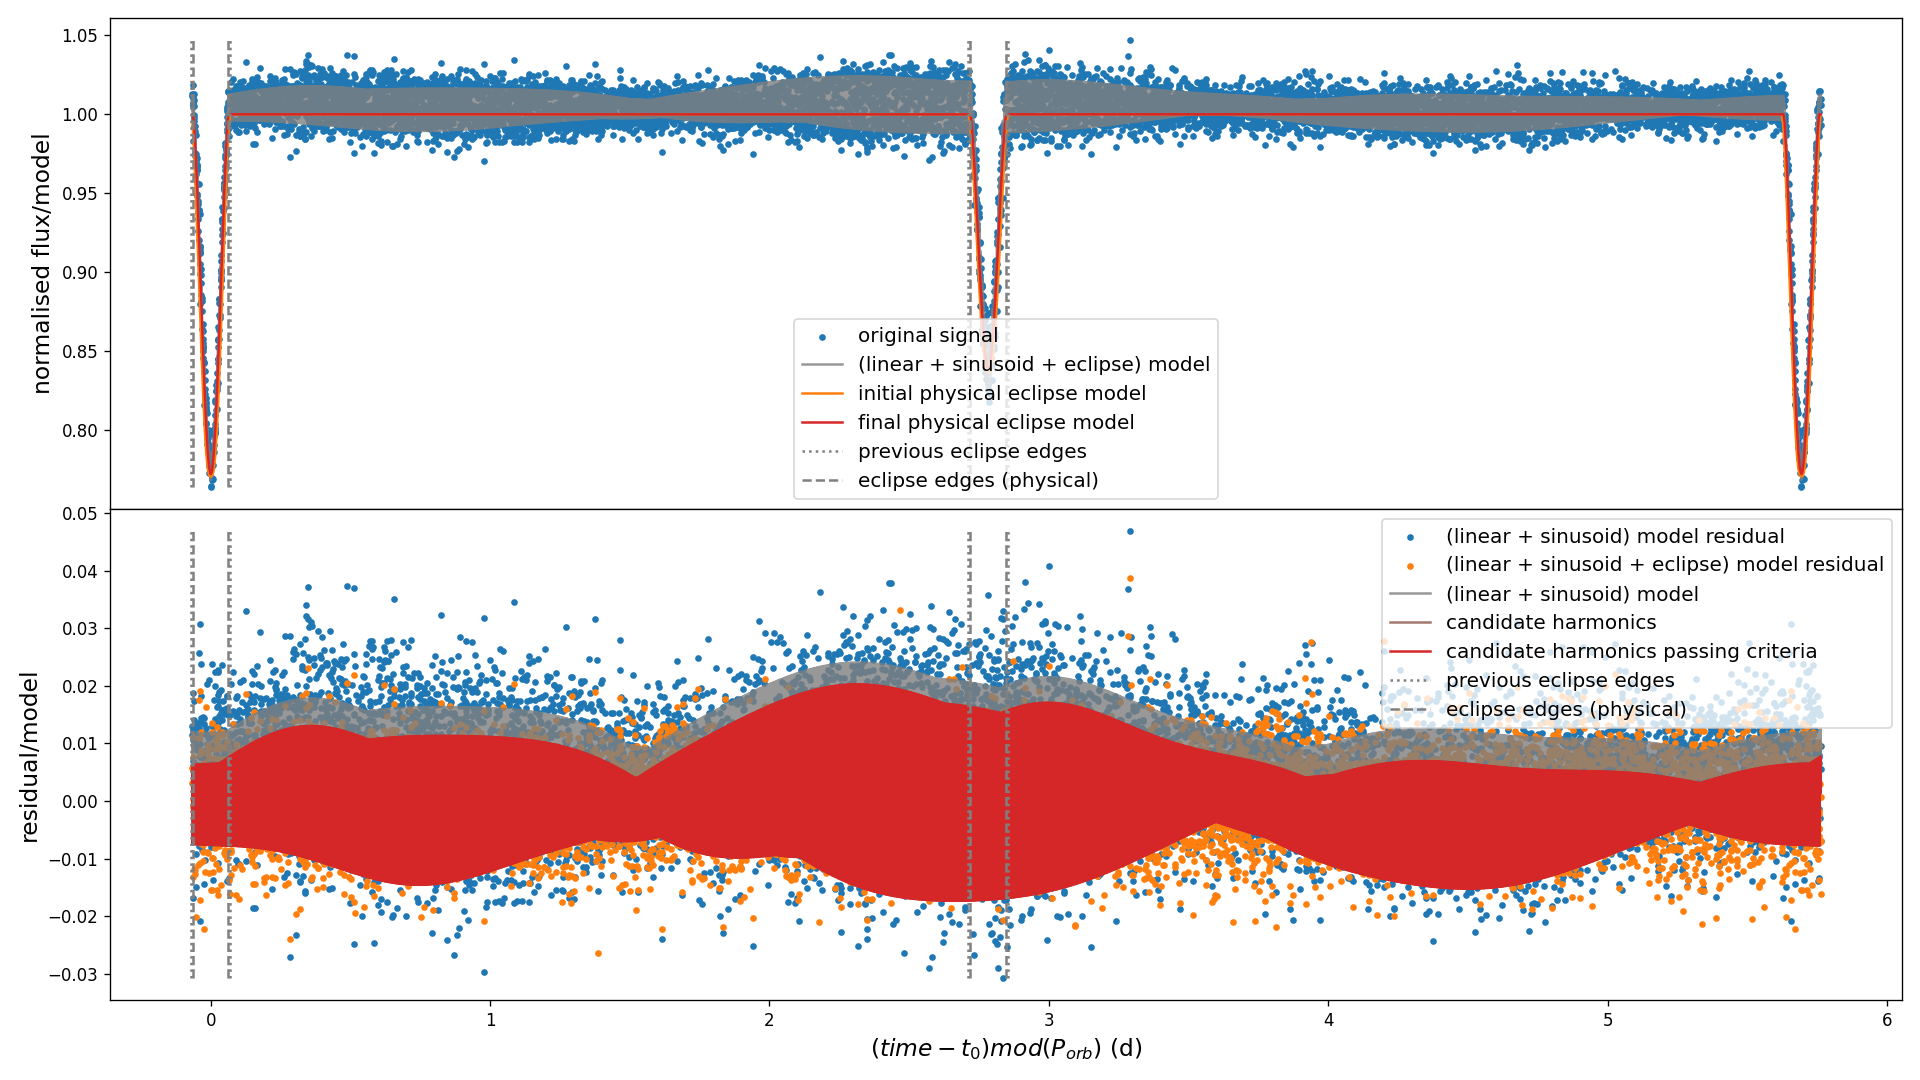 normalised flux/model
1.05
1.00
0.95
0.90
0.85
0.80
original signal
(linear + sinusoid + eclipse) model
initial physical eclipse model
final physical eclipse model
previous eclipse edges
eclipse edges (physical)
residual/model
0.05
0.04
0.03
0.02
0.01
0.00
−0.01
−0.02
−0.03
(linear + sinusoid) model residual
(linear + sinusoid + eclipse) model residual
(linear + sinusoid) model
candidate harmonics
candidate harmonics passing criteria
previous eclipse edges
eclipse edges (physical)
0 1 2 3 4 5 6
(time − t₀)mod(P_orb) (d)